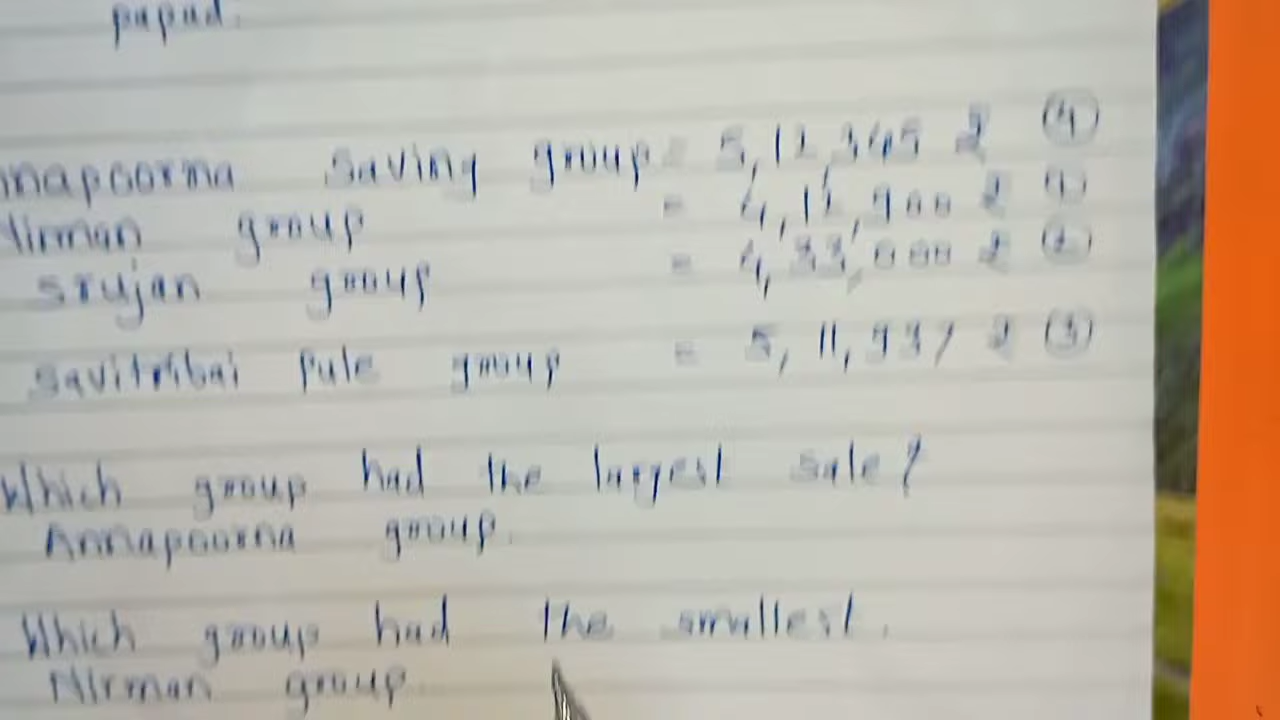 papad.
nnapoorna saving group = 5,12,345 ₹ (4)
Nirman group = 4,12,900 ₹ (1)
srujan group = 4,33,000 ₹ (2)
savitribai fule group = 5,11,937 ₹ (3)
Which group had the largest sale?
Annapoorna group.
Which group had the smallest.
Nirman group.